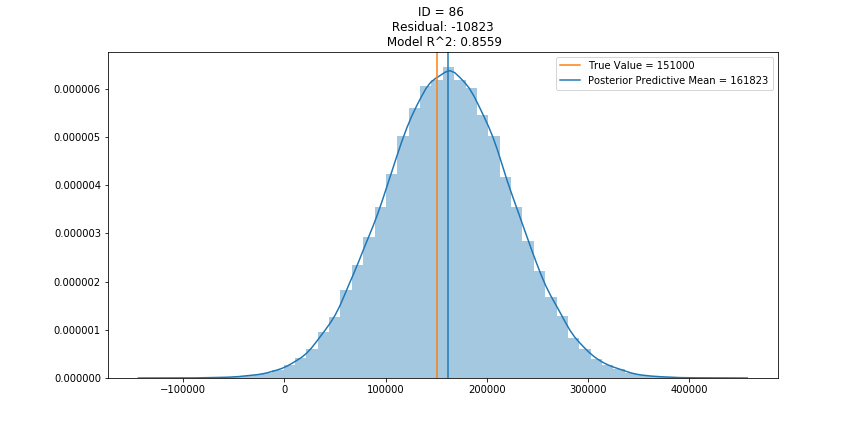 ID = 86
Residual: -10823
Model R^2: 0.8559
True Value = 151000
Posterior Predictive Mean = 161823
0.000006
0.000005
0.000004
0.000003
0.000002
0.000001
0.000000
−100000 0 100000 200000 300000 400000